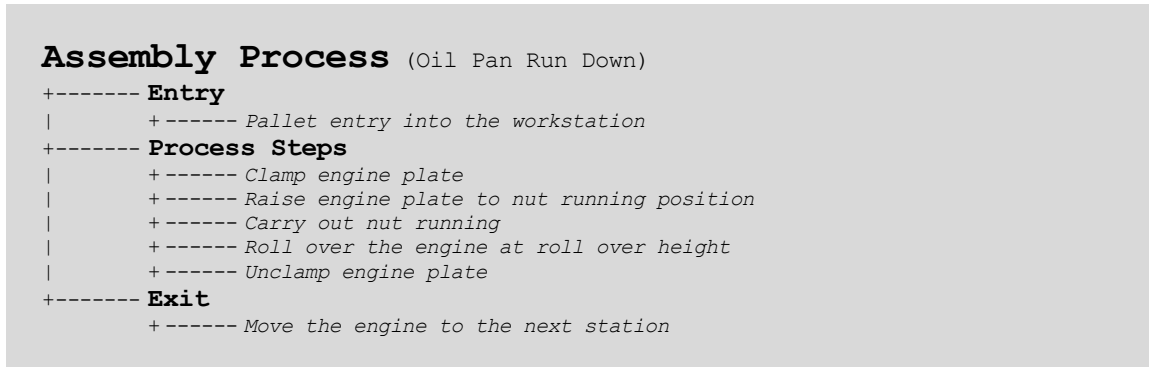 Assembly Process (Oil Pan Run Down)
+------- Entry
|       +------ Pallet entry into the workstation
+------- Process Steps
|       +------ Clamp engine plate
|       +------ Raise engine plate to nut running position
|       +------ Carry out nut running
|       +------ Roll over the engine at roll over height
|       +------ Unclamp engine plate
+------- Exit
        +------ Move the engine to the next station